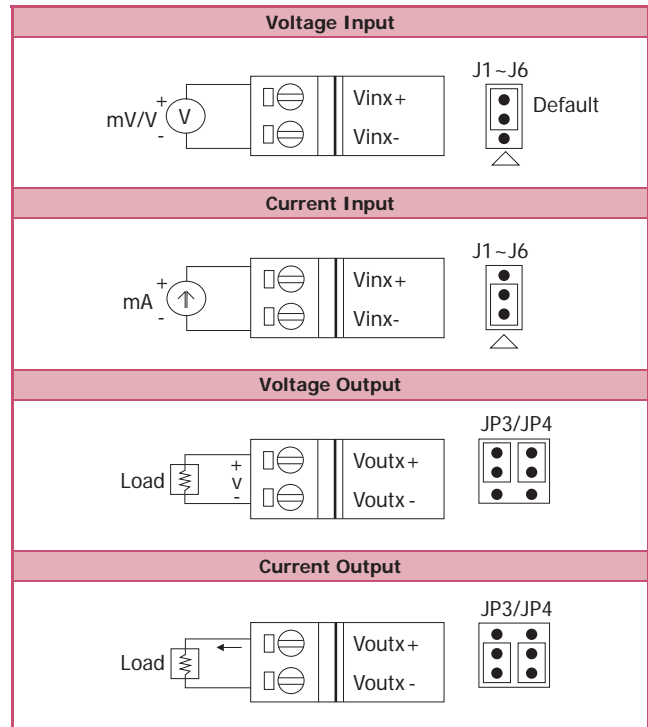 Voltage Input
J1~J6
+
mV/V
V
-
Vinx+
Vinx-
Default
Current Input
J1~J6
+
mA
-
Vinx+
Vinx-
Voltage Output
JP3/JP4
Load
+
V
-
Voutx+
Voutx -
Current Output
JP3/JP4
Load
Voutx+
Voutx -